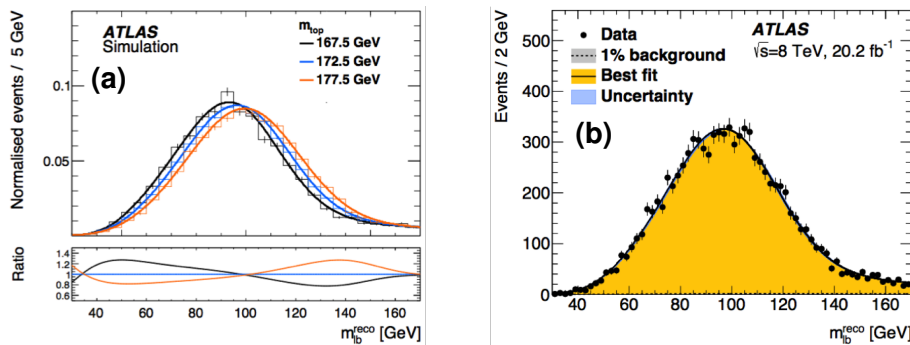 Normalised events / 5 GeV
ATLAS
Simulation
(a)
m_top
167.5 GeV
172.5 GeV
177.5 GeV
0.1
0.05
Ratio
1.4
1.2
1
0.8
0.6
40 60 80 100 120 140 160
m_lb^reco [GeV]
Events / 2 GeV
500
400
300
200
100
0
Data
1% background
Best fit
Uncertainty
ATLAS
√s=8 TeV, 20.2 fb⁻¹
(b)
40 60 80 100 120 140 160
m_lb^reco [GeV]